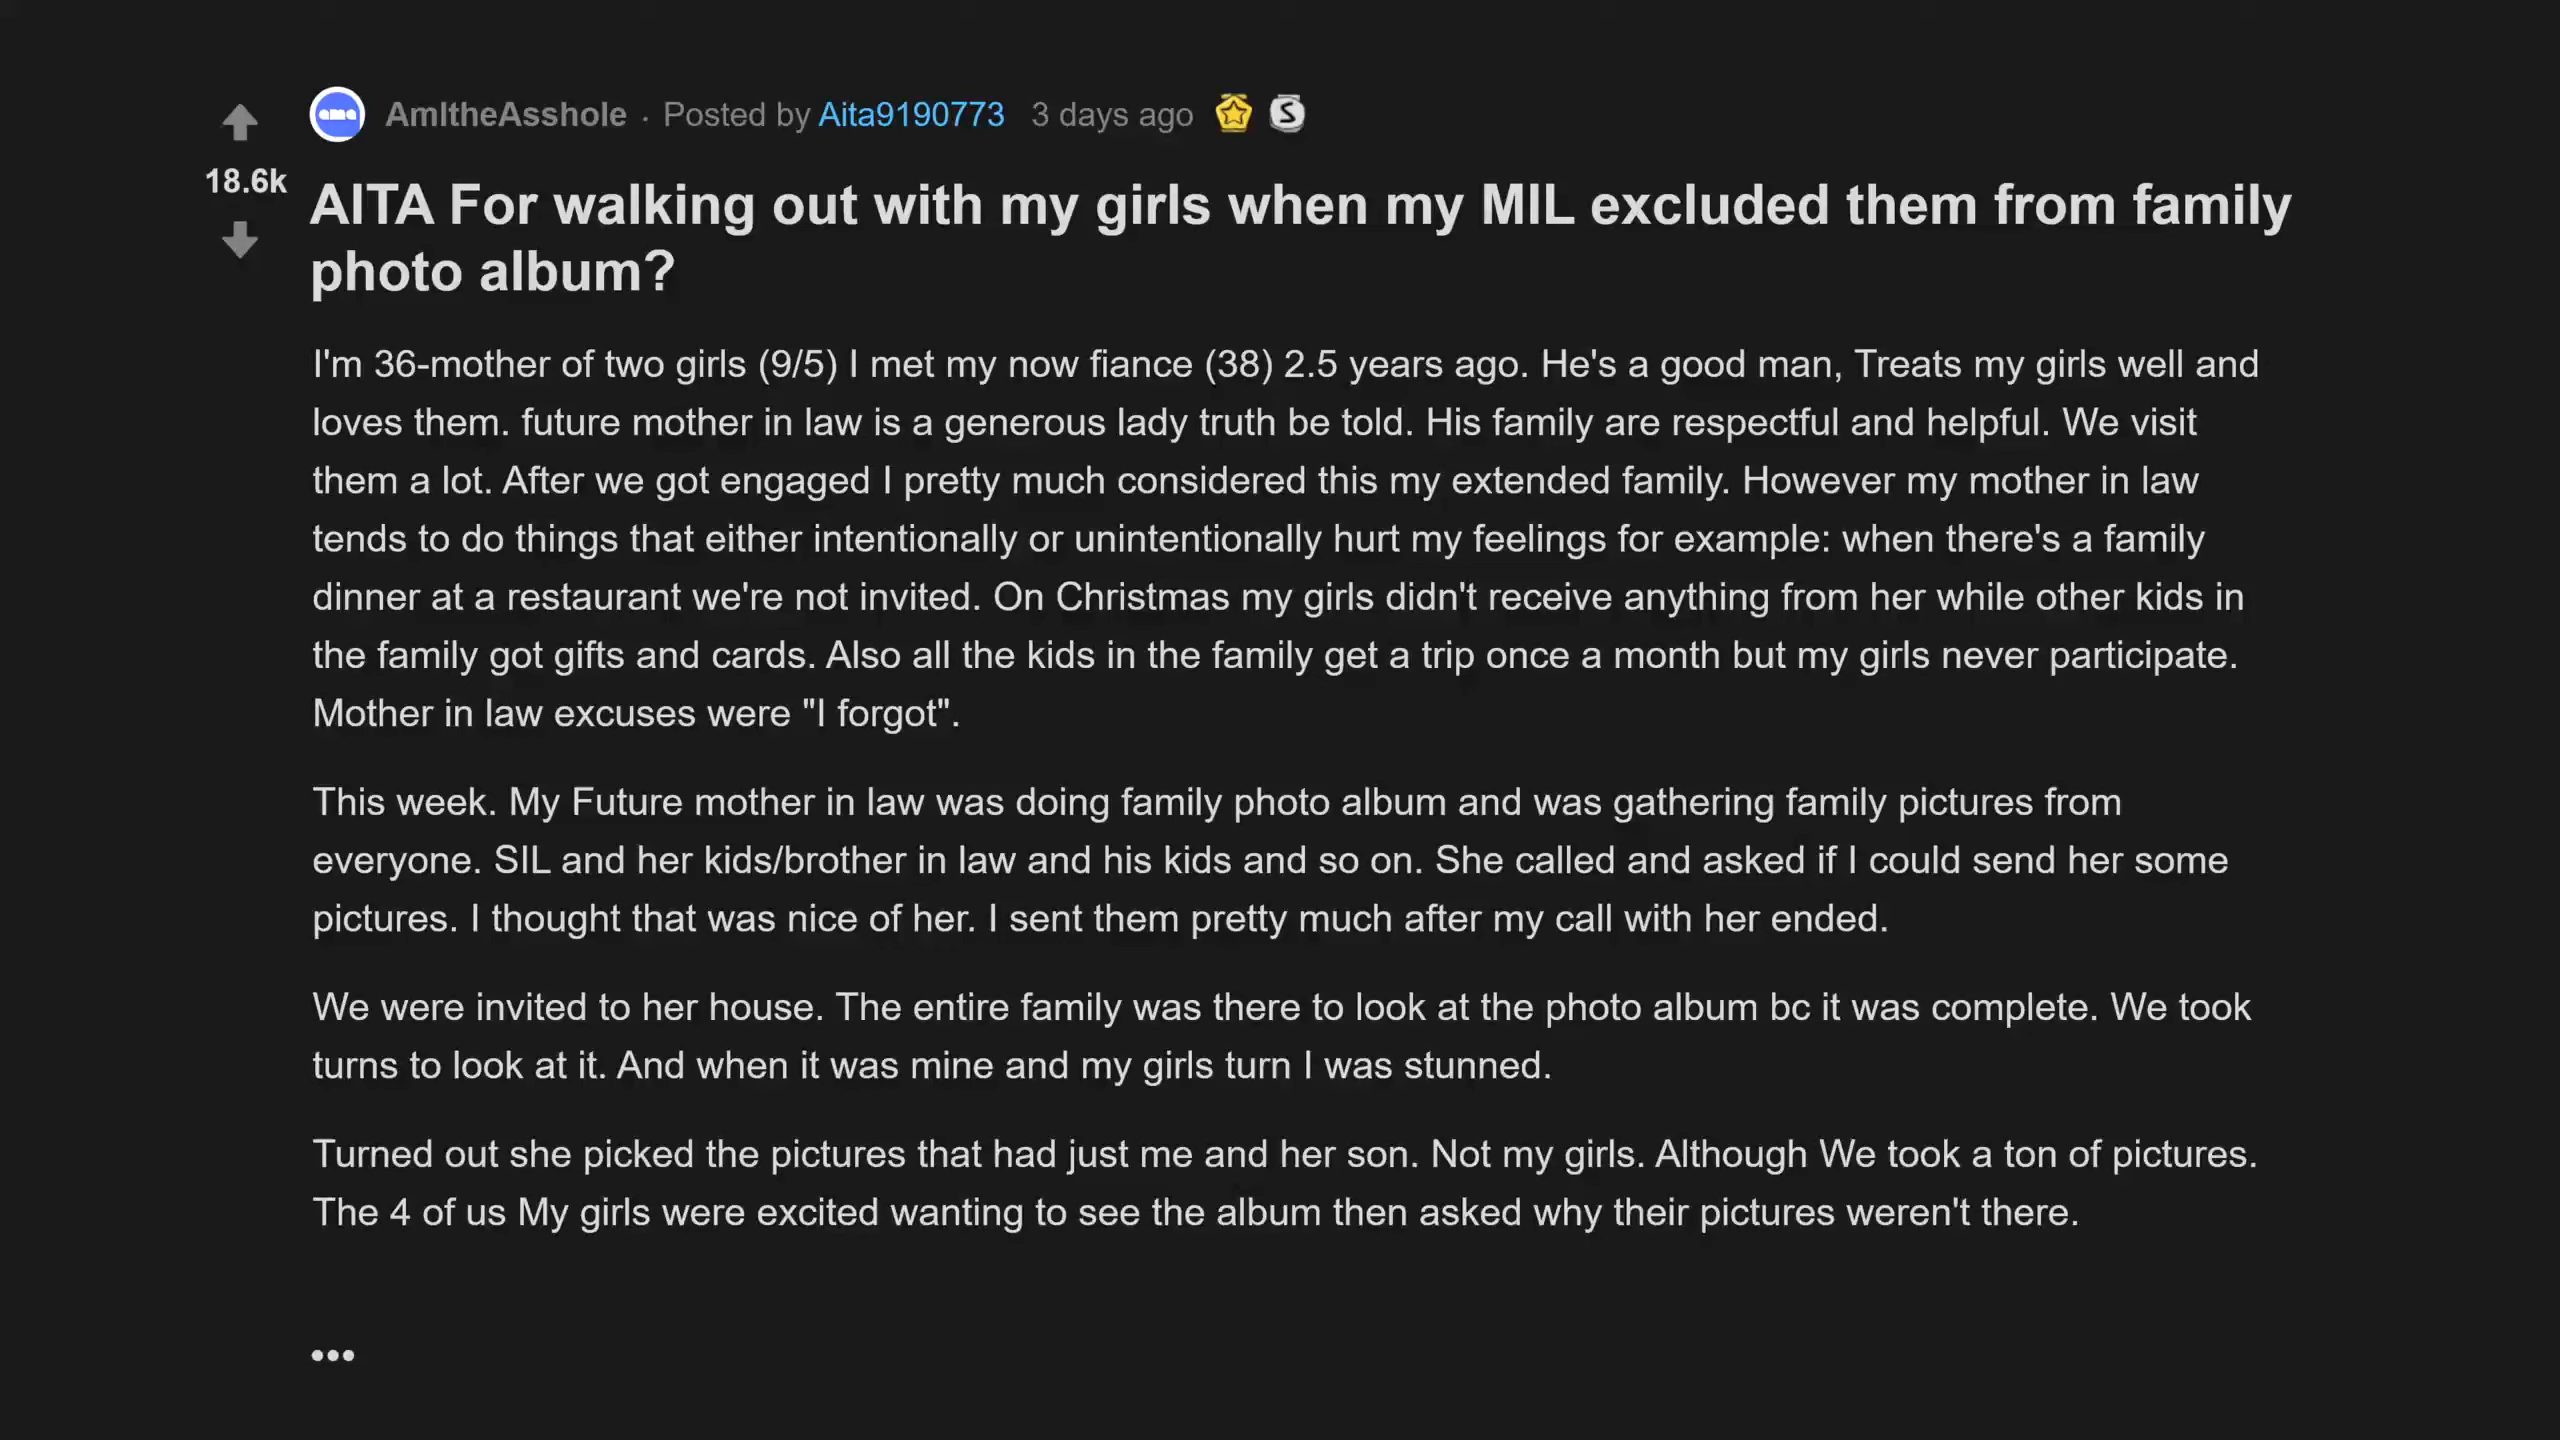 AmItheAsshole · Posted by Aita9190773 3 days ago
18.6k
AITA For walking out with my girls when my MIL excluded them from family
photo album?
I'm 36-mother of two girls (9/5) I met my now fiance (38) 2.5 years ago. He's a good man, Treats my girls well and
loves them. future mother in law is a generous lady truth be told. His family are respectful and helpful. We visit
them a lot. After we got engaged I pretty much considered this my extended family. However my mother in law
tends to do things that either intentionally or unintentionally hurt my feelings for example: when there's a family
dinner at a restaurant we're not invited. On Christmas my girls didn't receive anything from her while other kids in
the family got gifts and cards. Also all the kids in the family get a trip once a month but my girls never participate.
Mother in law excuses were "I forgot".
This week. My Future mother in law was doing family photo album and was gathering family pictures from
everyone. SIL and her kids/brother in law and his kids and so on. She called and asked if I could send her some
pictures. I thought that was nice of her. I sent them pretty much after my call with her ended.
We were invited to her house. The entire family was there to look at the photo album bc it was complete. We took
turns to look at it. And when it was mine and my girls turn I was stunned.
Turned out she picked the pictures that had just me and her son. Not my girls. Although We took a ton of pictures.
The 4 of us My girls were excited wanting to see the album then asked why their pictures weren't there.
•••